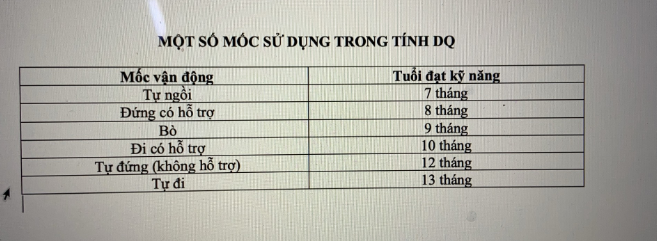 MỘT SỐ MÓC SỬ DỤNG TRONG TÍNH DQ
Mốc vận động Tuổi đạt kỹ năng
Tự ngồi 7 tháng
Đứng có hỗ trợ 8 tháng
Bò 9 tháng
Đi có hỗ trợ 10 tháng
Tự đứng (không hỗ trợ) 12 tháng
Tự đi 13 tháng